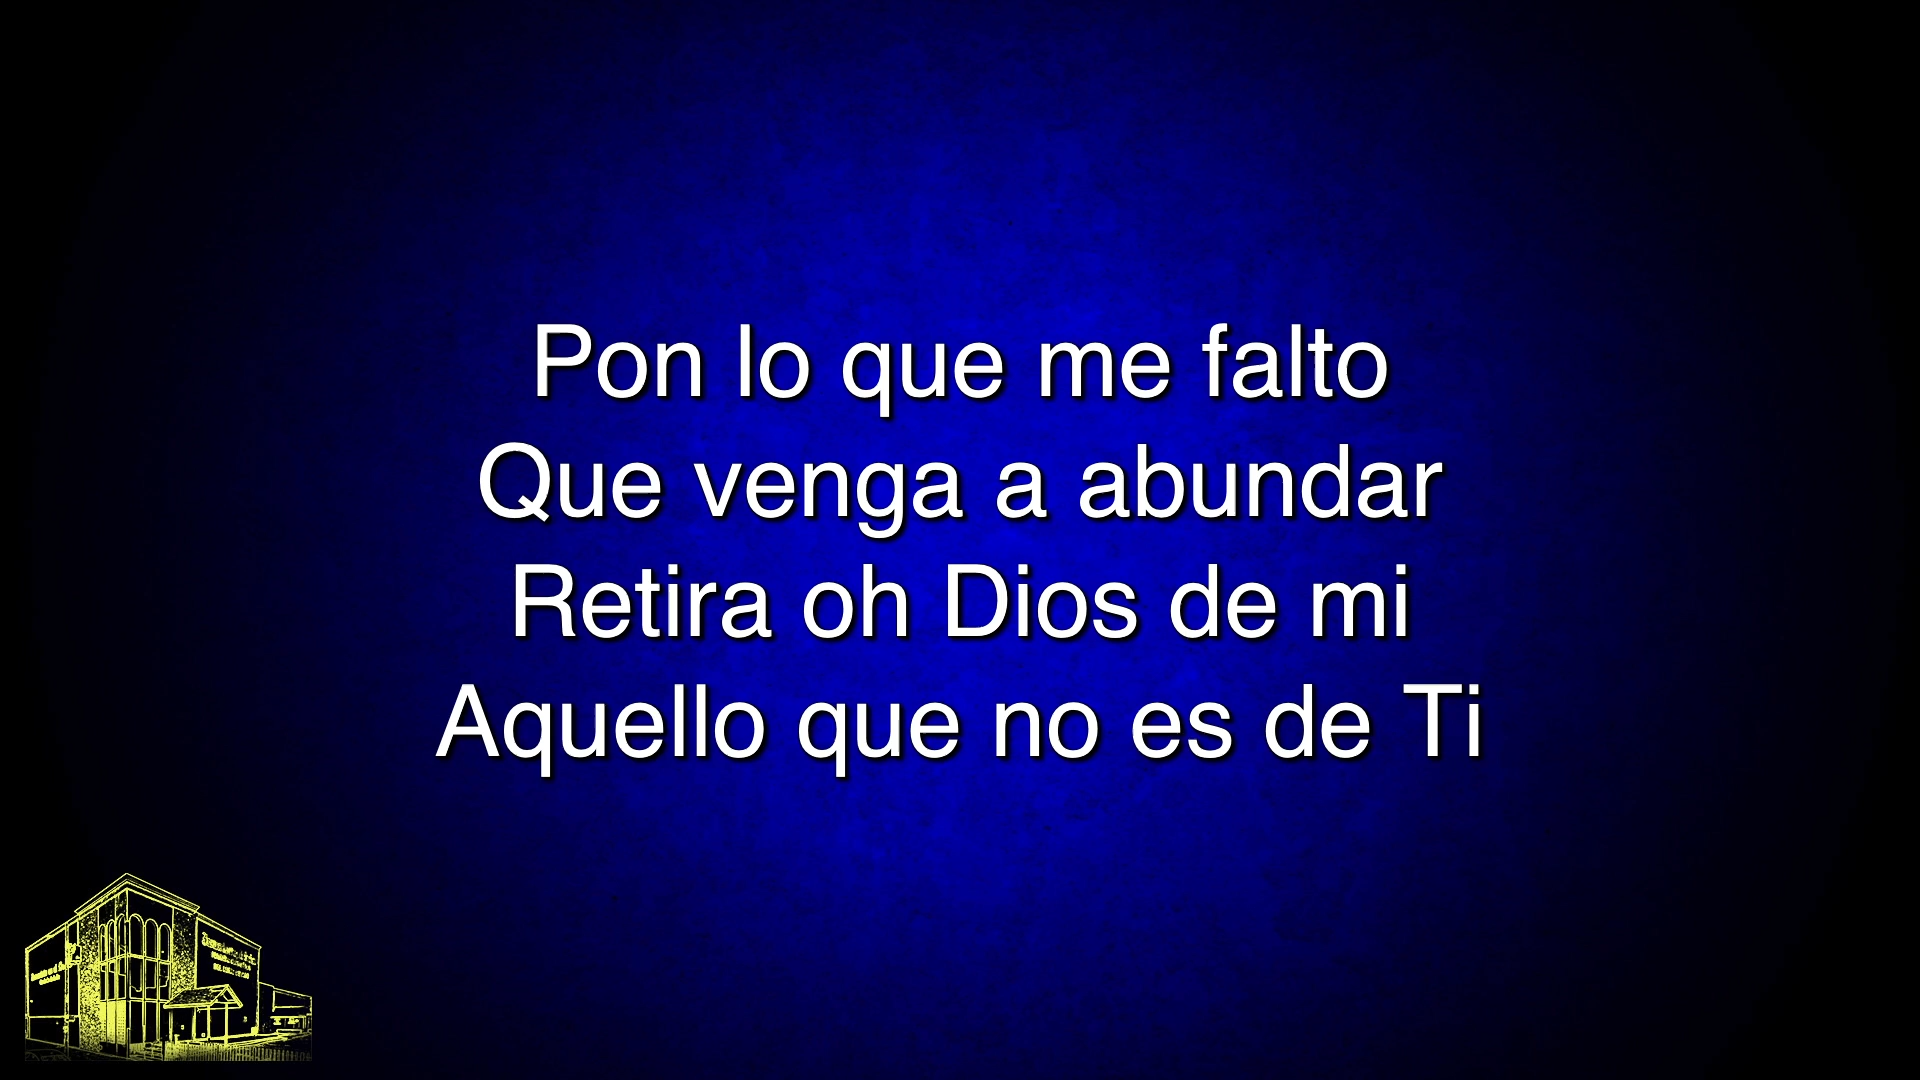 Pon lo que me falto
Que venga a abundar
Retira oh Dios de mi
Aquello que no es de Ti